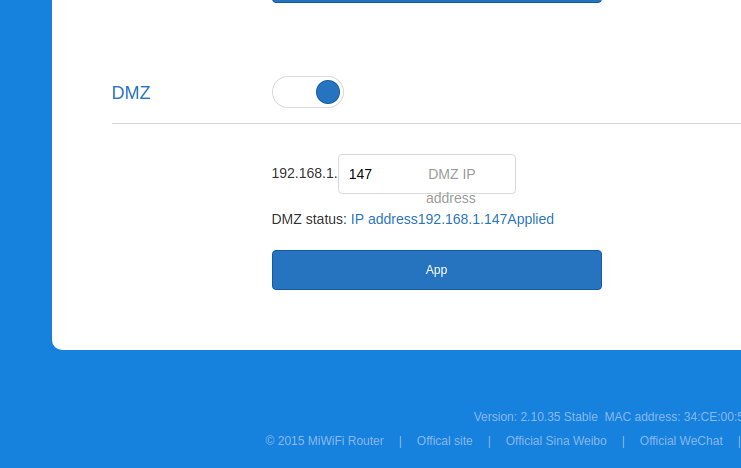 DMZ
192.168.1. 147 DMZ IP
address
DMZ status: IP address192.168.1.147Applied
App
Version: 2.10.35 Stable MAC address: 34:CE:00:5
© 2015 MiWiFi Router | Offical site | Official Sina Weibo | Official WeChat |